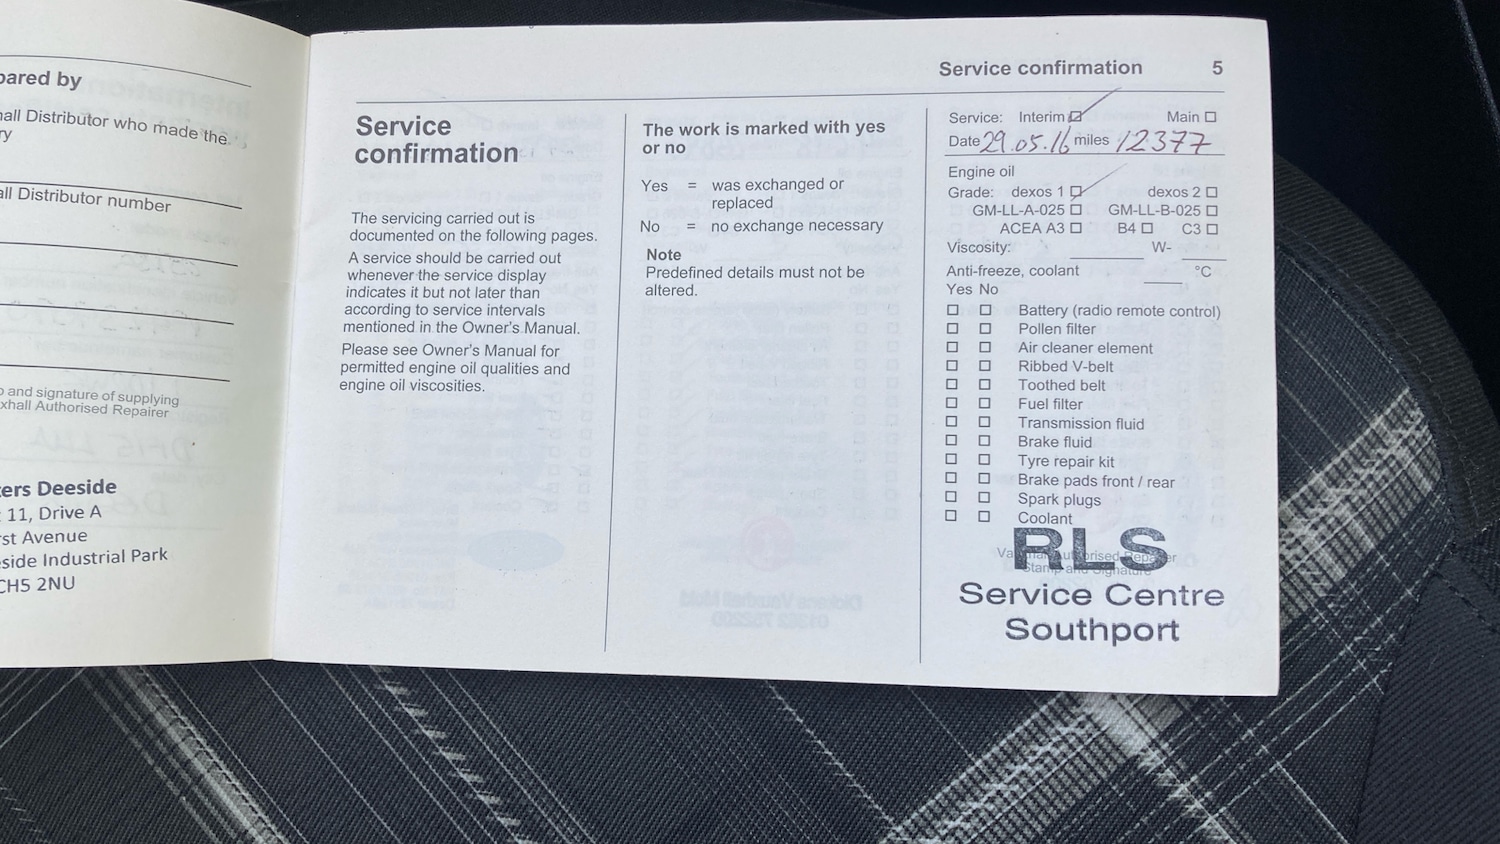 pared by
hall Distributor who made the
ry
all Distributor number
p and signature of supplying
xhall Authorised Repairer
ers Deeside
11, Drive A
rst Avenue
eside Industrial Park
CH5 2NU
Service confirmation 5
Service
confirmation
The servicing carried out is
documented on the following pages.
A service should be carried out
whenever the service display
indicates it but not later than
according to service intervals
mentioned in the Owner's Manual.
Please see Owner's Manual for
permitted engine oil qualities and
engine oil viscosities.
The work is marked with yes
or no
Yes = was exchanged or
replaced
No = no exchange necessary
Note
Predefined details must not be
altered.
Service: Interim ☑ Main ☐
Date 29.05.16 miles 12377
Engine oil
Grade: dexos 1 ☑ dexos 2 ☐
GM-LL-A-025 ☐ GM-LL-B-025 ☐
ACEA A3 ☐ B4 ☐ C3 ☐
Viscosity: W-
Anti-freeze, coolant °C
Yes No
☐ ☐ Battery (radio remote control)
☐ ☐ Pollen filter
☐ ☐ Air cleaner element
☐ ☐ Ribbed V-belt
☐ ☐ Toothed belt
☐ ☐ Fuel filter
☐ ☐ Transmission fluid
☐ ☐ Brake fluid
☐ ☐ Tyre repair kit
☐ ☐ Brake pads front / rear
☐ ☐ Spark plugs
☐ ☐ Coolant
RLS
Stamp and Signature
Service Centre
Southport